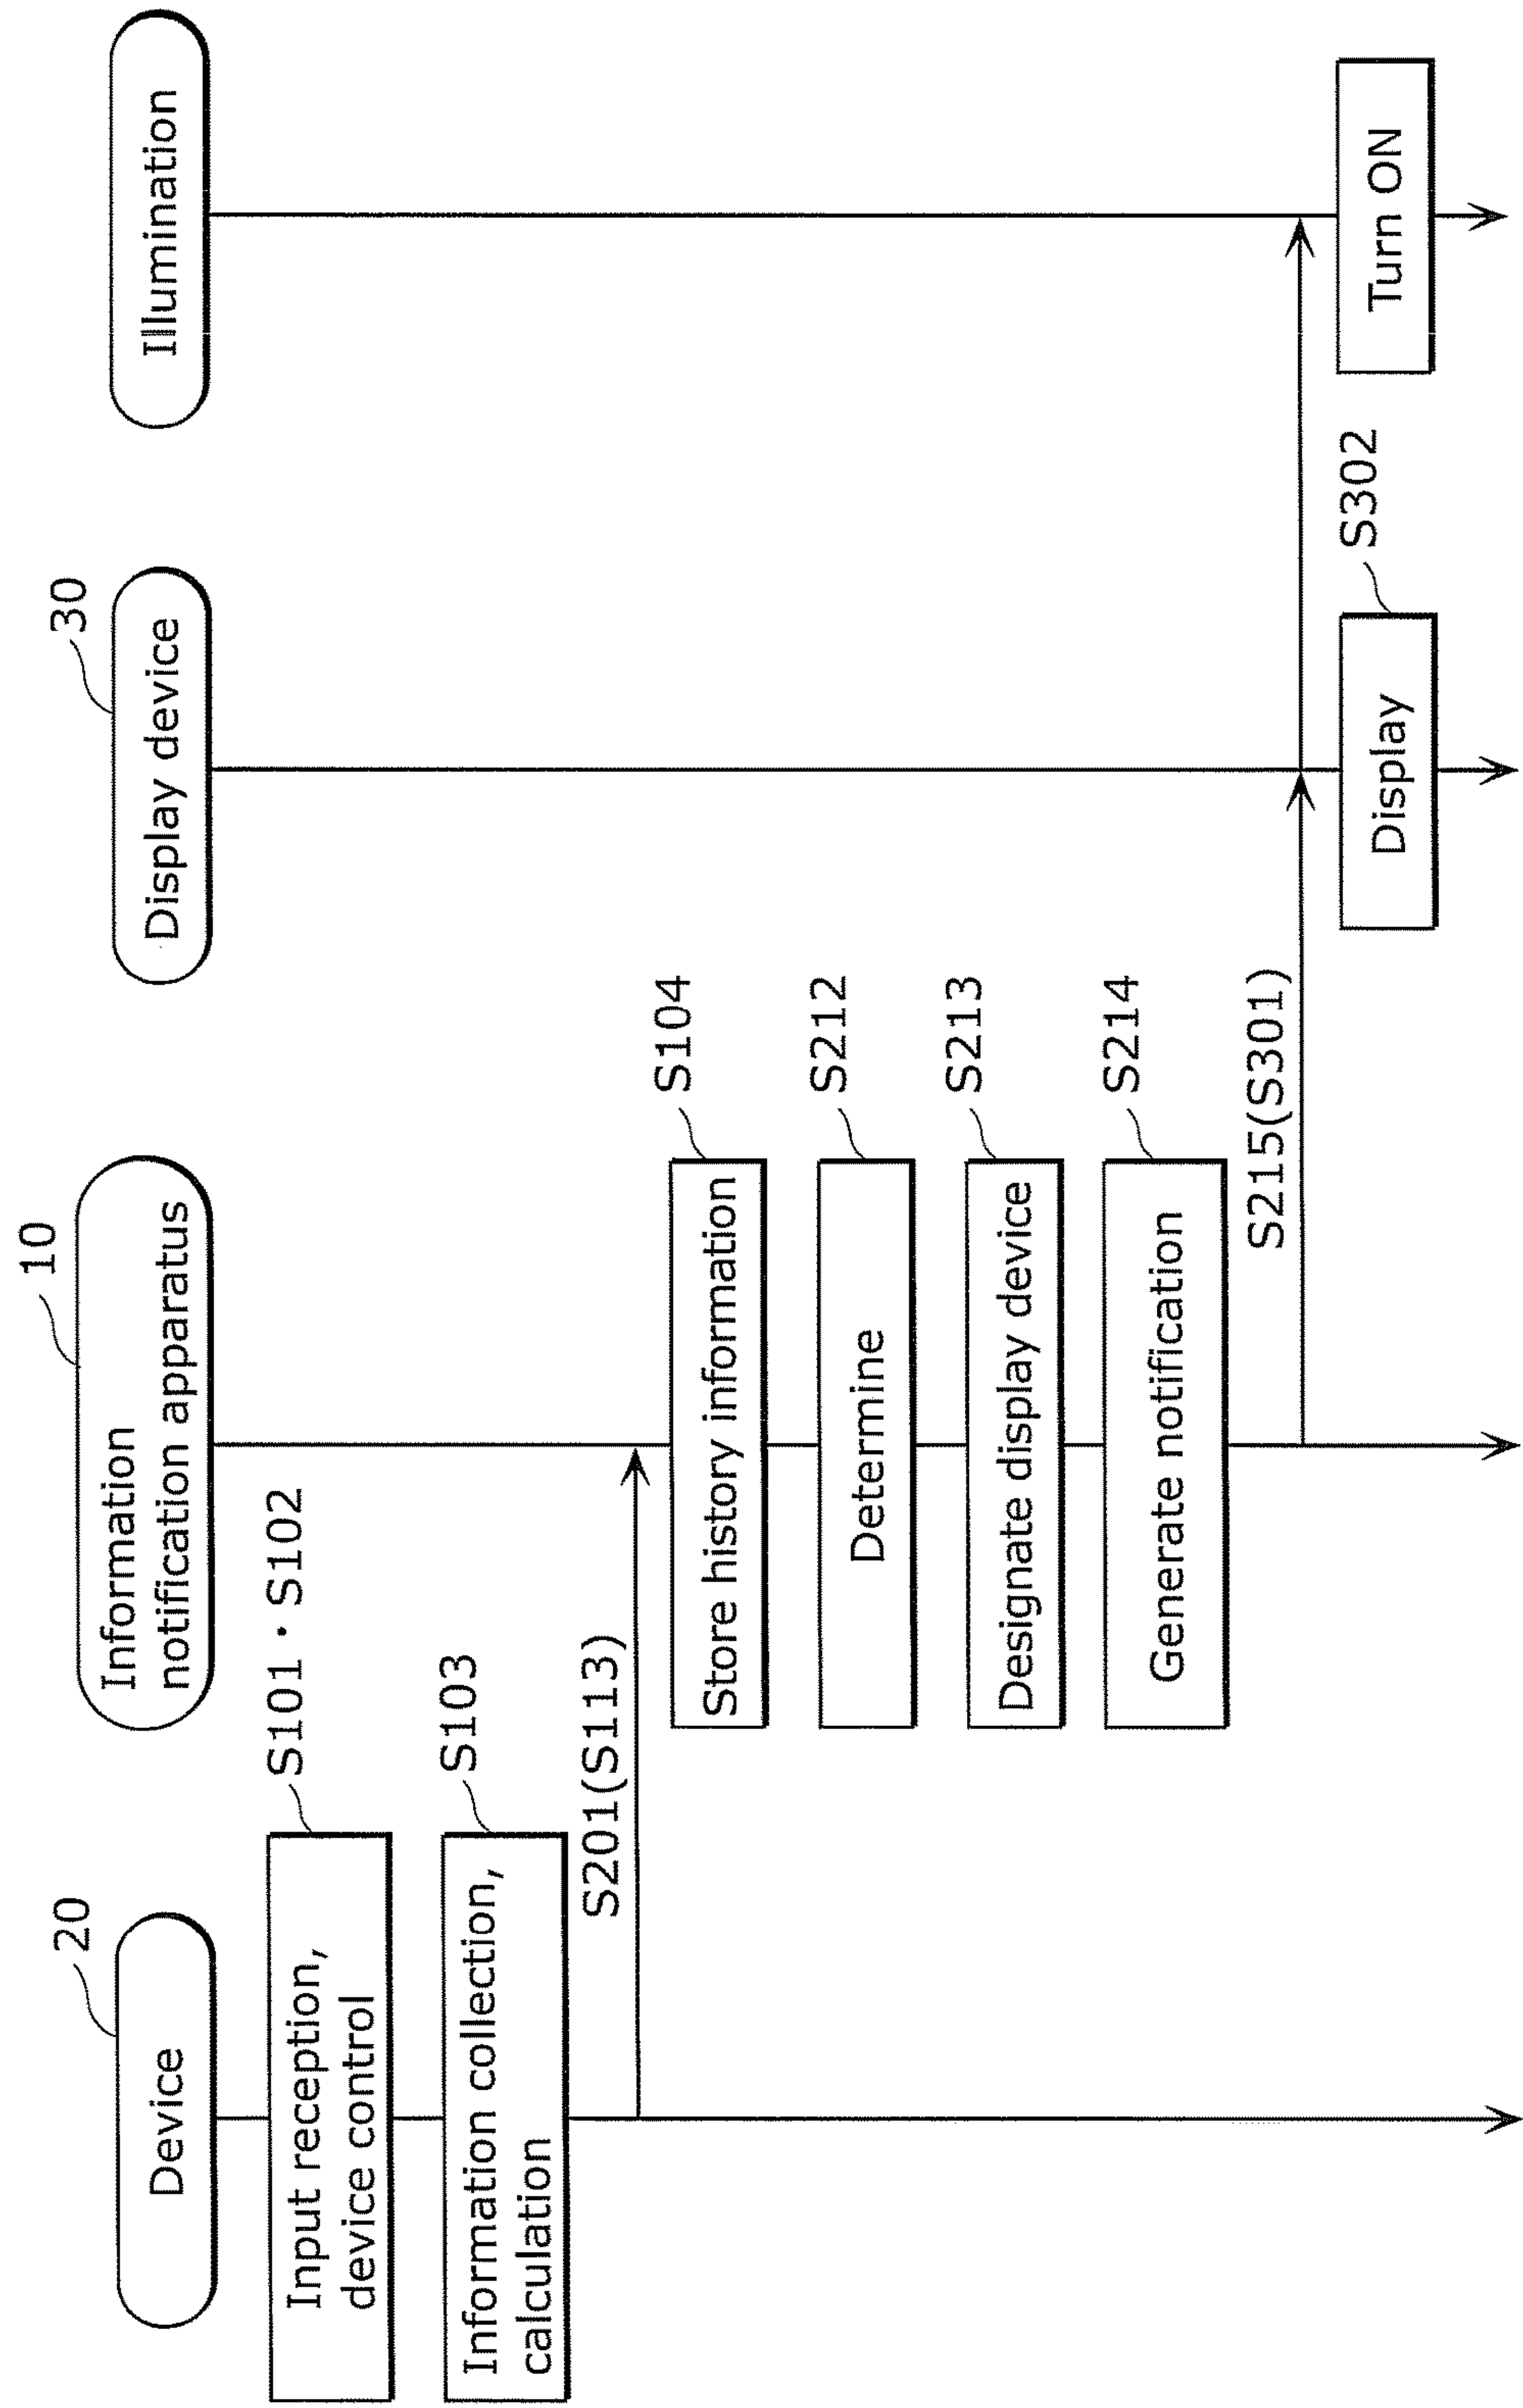 20
Device
10
Information
notification apparatus
30
Display device
Illumination
S101・S102
Input reception,
device control
S103
Information collection,
calculation
S201(S113)
S104
Store history information
S212
Determine
S213
Designate display device
S214
Generate notification
S215(S301)
S302
Display
Turn ON